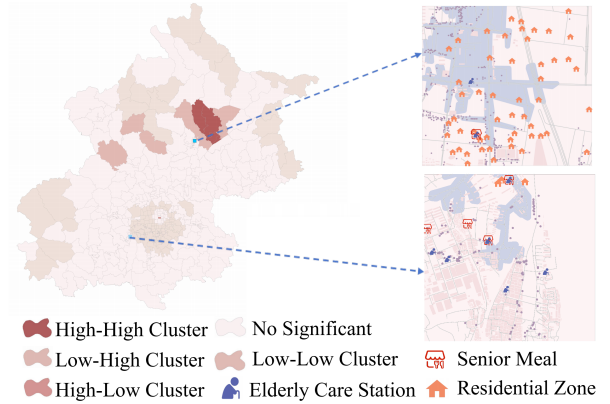 High-High Cluster
No Significant
Low-High Cluster
Low-Low Cluster
Senior Meal
High-Low Cluster
Elderly Care Station
Residential Zone